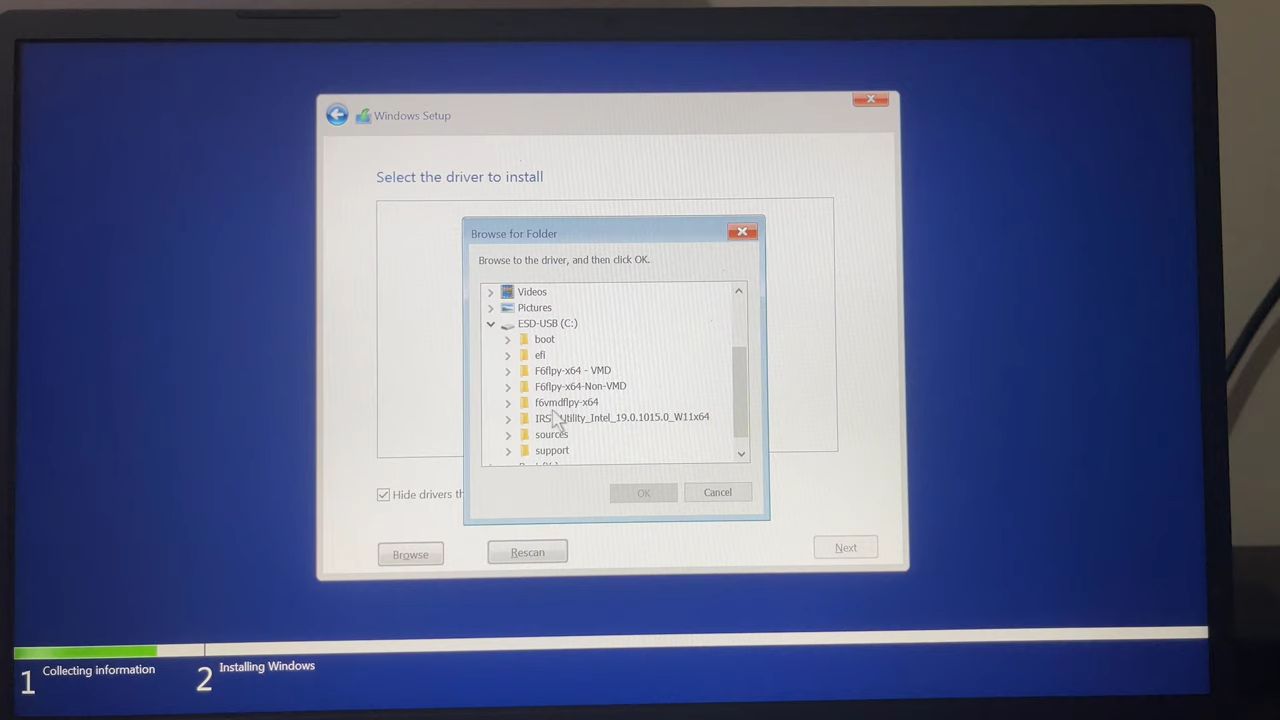 Windows Setup
Select the driver to install
Browse for Folder
Browse to the driver, and then click OK.
Videos
Pictures
ESD-USB (C:)
boot
efi
F6flpy-x64 - VMD
F6flpy-x64-Non-VMD
f6vmdflpy-x64
Utility_Intel_19.0.1015.0_W11x64
sources
support
OK
Cancel
Hide drivers th
Browse
Rescan
Next
1 Collecting information
2 Installing Windows